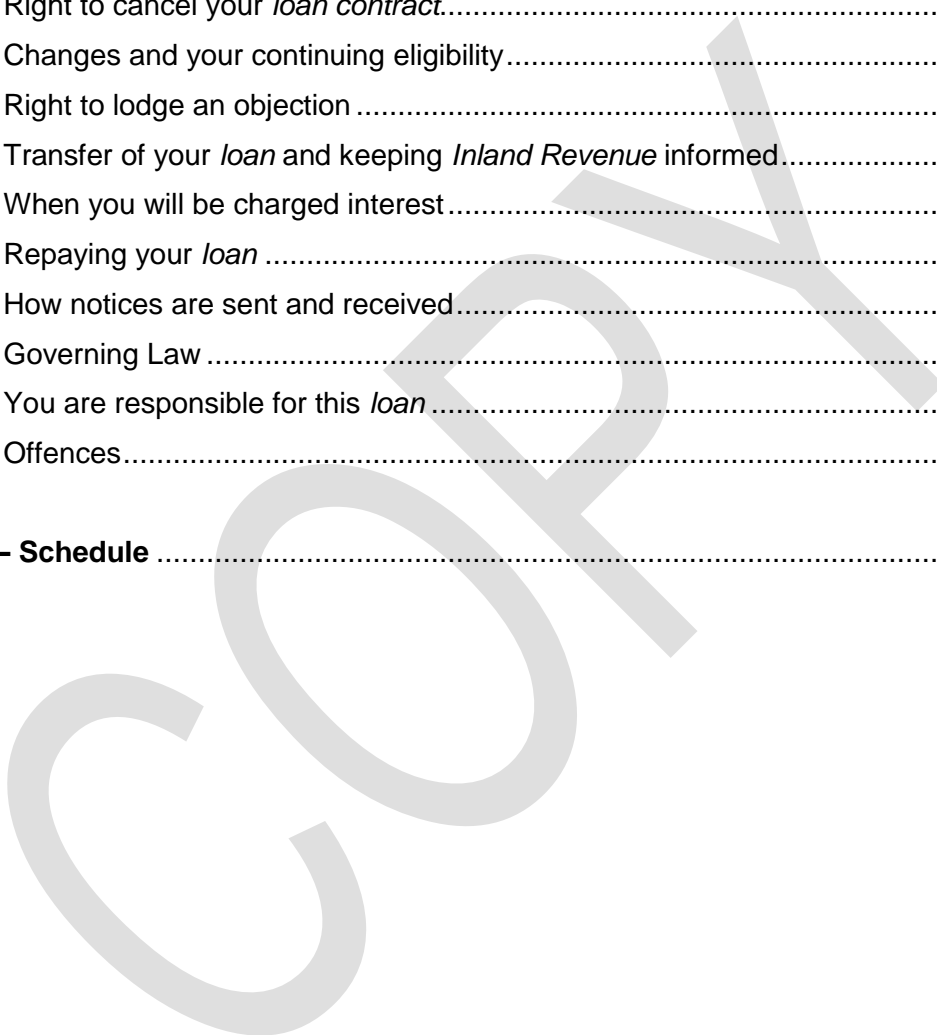 Right to cancel your loan contract..........................................................
Changes and your continuing eligibility....................................................
Right to lodge an objection......................................................................
Transfer of your loan and keeping Inland Revenue informed...................
When you will be charged interest...........................................................
Repaying your loan.................................................................................
How notices are sent and received..........................................................
Governing Law........................................................................................
You are responsible for this loan.............................................................
Offences..................................................................................................
– Schedule..............................................................................................
COPY